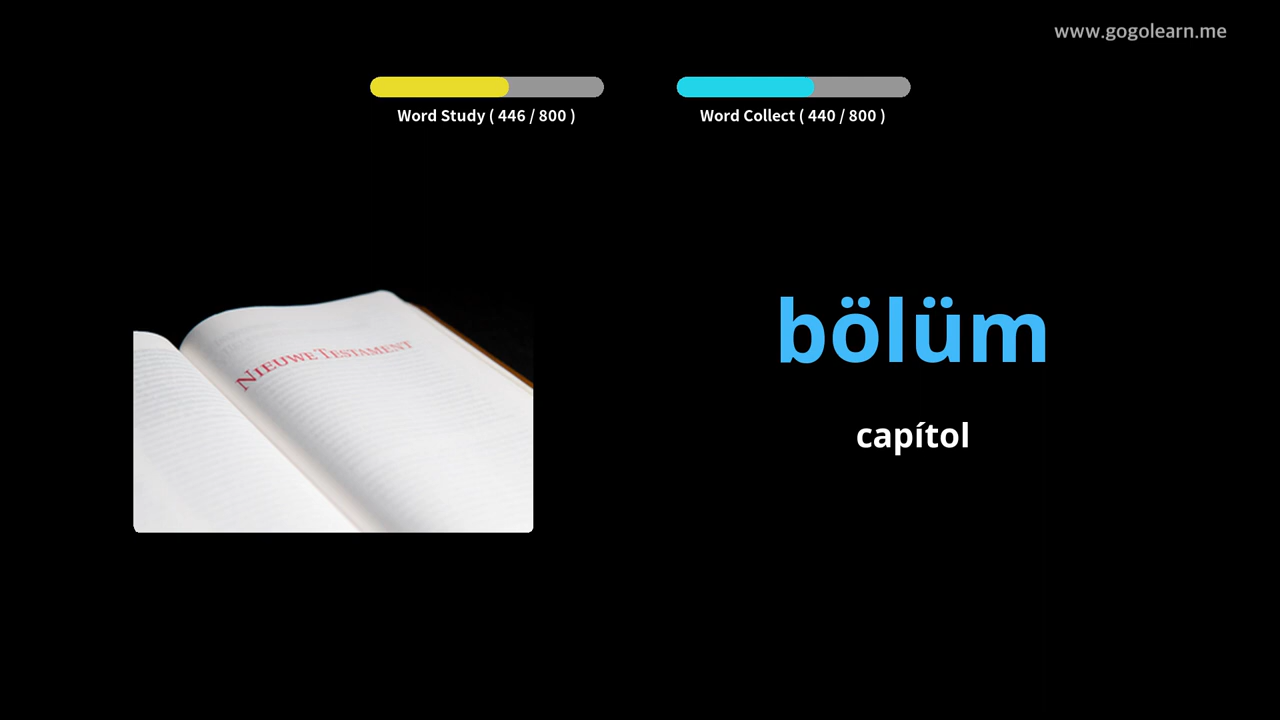 www.gogolearn.me
Word Study ( 446 / 800 )
Word Collect ( 440 / 800 )
NIEUWE TESTAMENT
bölüm
capítol